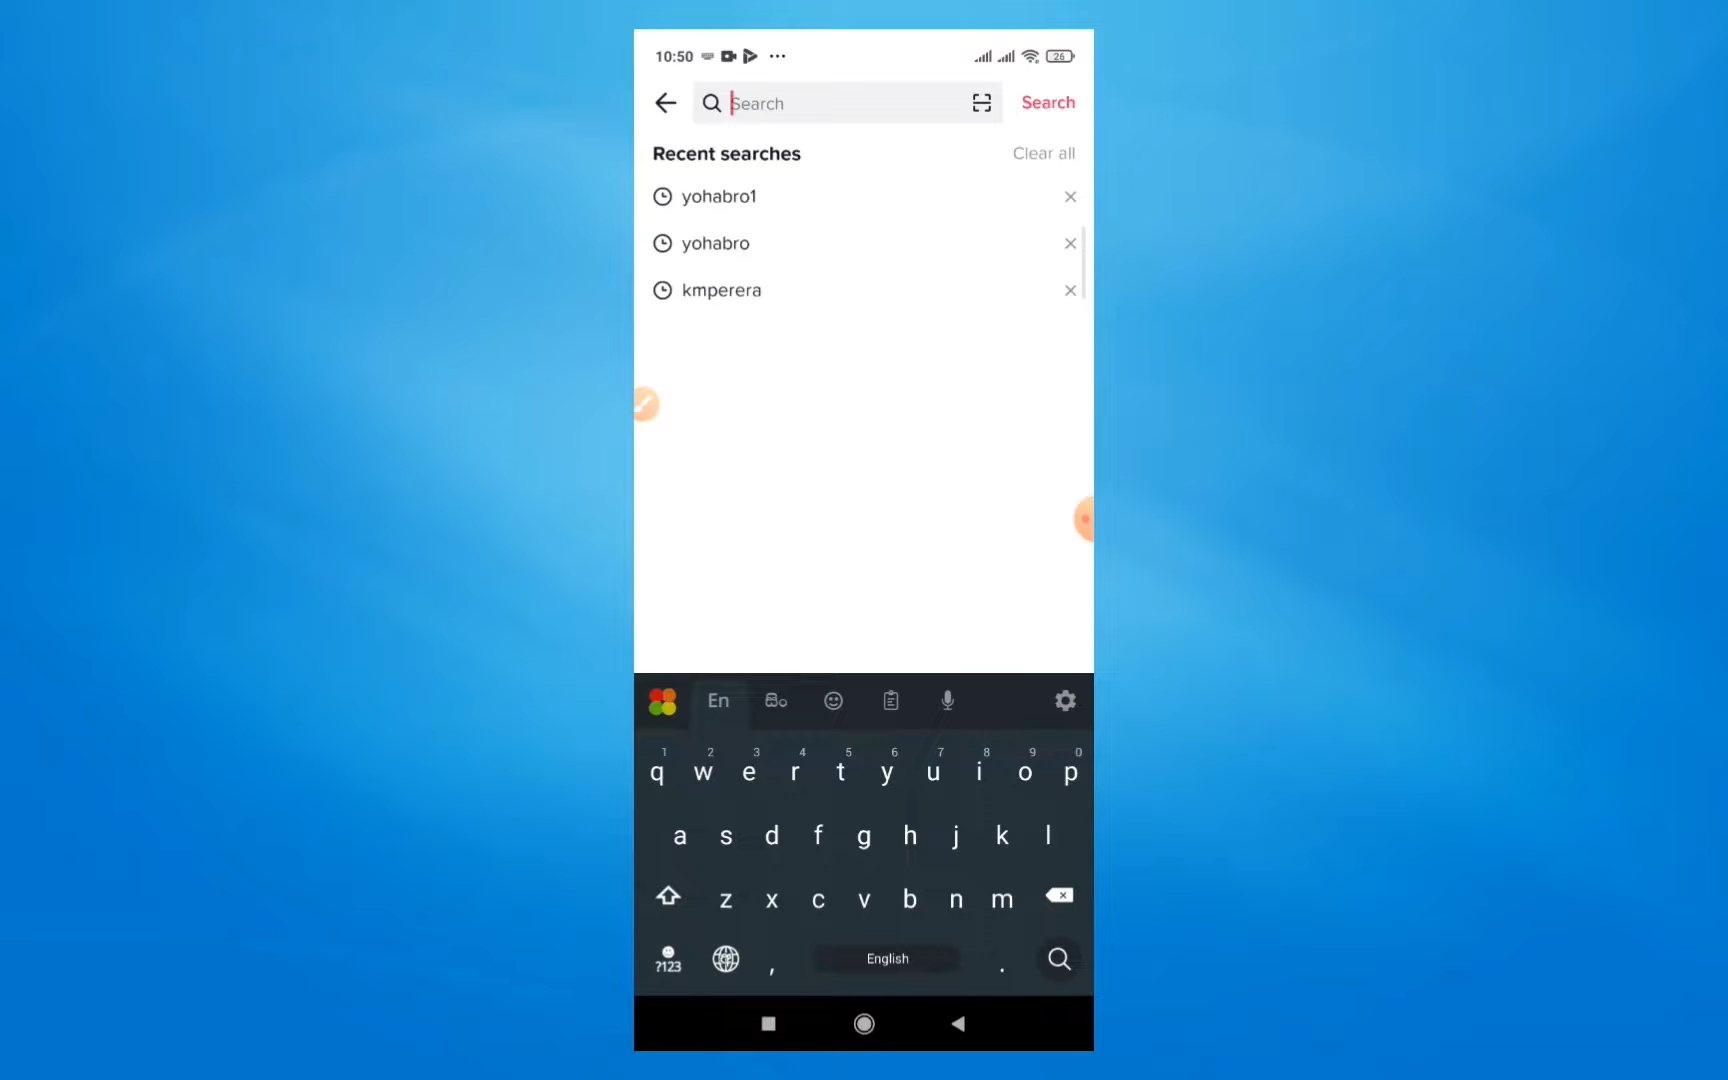 10:50 26
Search Search
Recent searches Clear all
yohabro1
yohabro
kmperera
En සිං
1 2 3 4 5 6 7 8 9 0
q w e r t y u i o p
a s d f g h j k l
z x c v b n m
?123 , English .